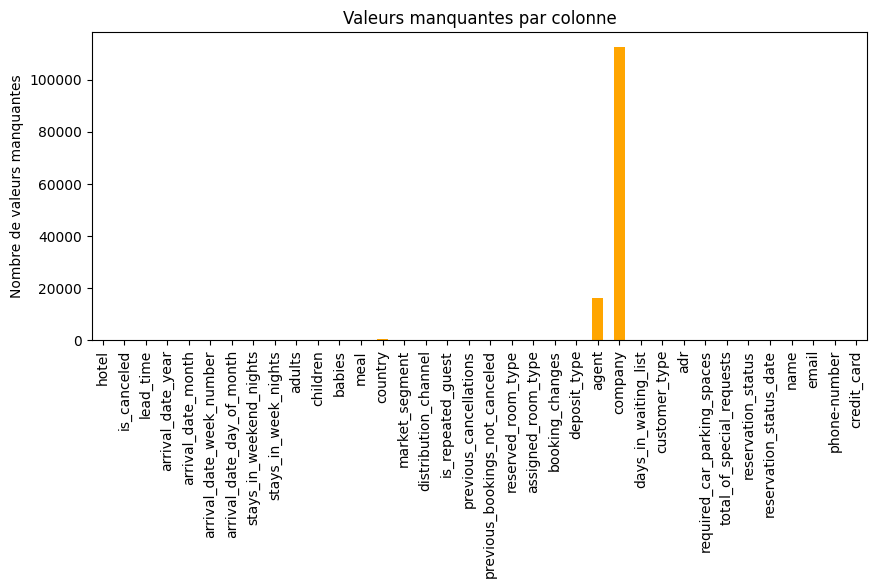 Valeurs manquantes par colonne
Nombre de valeurs manquantes
100000
80000
60000
40000
20000
0
hotel
is_canceled
lead_time
arrival_date_year
arrival_date_month
arrival_date_week_number
arrival_date_day_of_month
stays_in_weekend_nights
stays_in_week_nights
adults
children
babies
meal
country
market_segment
distribution_channel
is_repeated_guest
previous_cancellations
previous_bookings_not_canceled
reserved_room_type
assigned_room_type
booking_changes
deposit_type
agent
company
days_in_waiting_list
customer_type
adr
required_car_parking_spaces
total_of_special_requests
reservation_status
reservation_status_date
name
email
phone-number
credit_card